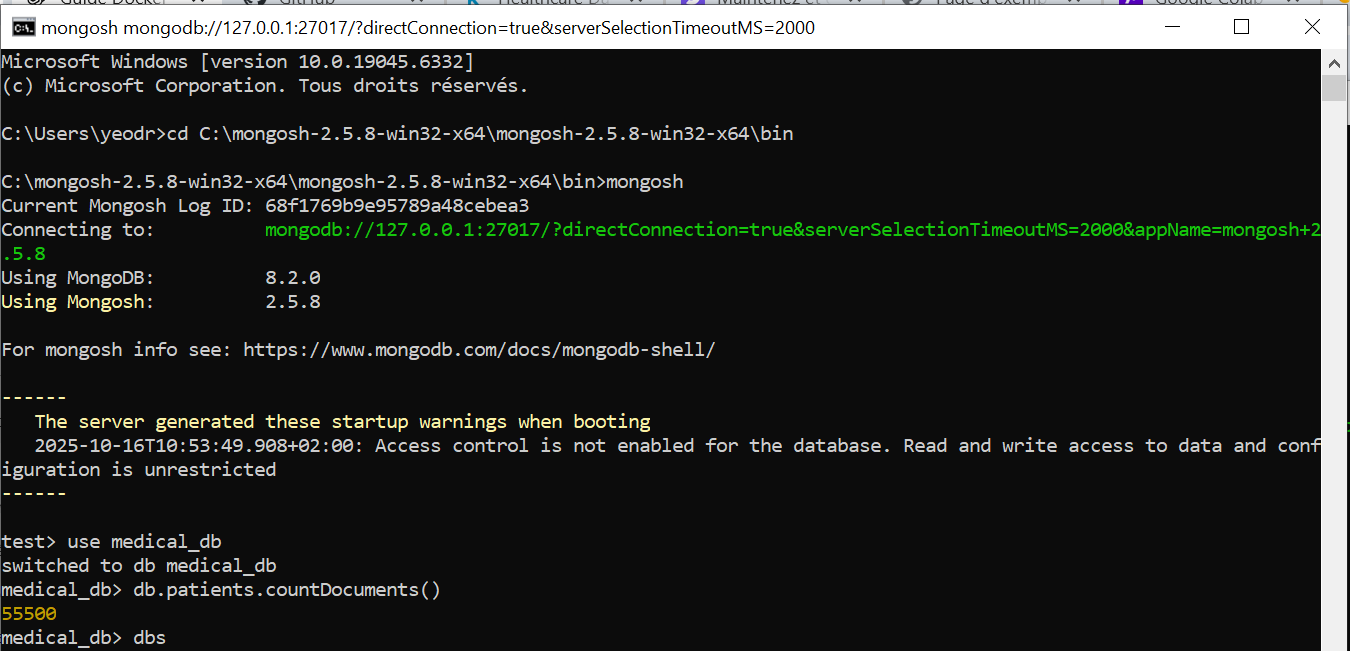 mongosh mongodb://127.0.0.1:27017/?directConnection=true&serverSelectionTimeoutMS=2000
Microsoft Windows [version 10.0.19045.6332]
(c) Microsoft Corporation. Tous droits réservés.
C:\Users\yeodr>cd C:\mongosh-2.5.8-win32-x64\mongosh-2.5.8-win32-x64\bin
C:\mongosh-2.5.8-win32-x64\mongosh-2.5.8-win32-x64\bin>mongosh
Current Mongosh Log ID: 68f1769b9e95789a48cebea3
Connecting to: mongodb://127.0.0.1:27017/?directConnection=true&serverSelectionTimeoutMS=2000&appName=mongosh+2
.5.8
Using MongoDB: 8.2.0
Using Mongosh: 2.5.8
For mongosh info see: https://www.mongodb.com/docs/mongodb-shell/
------
The server generated these startup warnings when booting
2025-10-16T10:53:49.908+02:00: Access control is not enabled for the database. Read and write access to data and conf
iguration is unrestricted
------
test> use medical_db
switched to db medical_db
medical_db> db.patients.countDocuments()
55500
medical_db> dbs